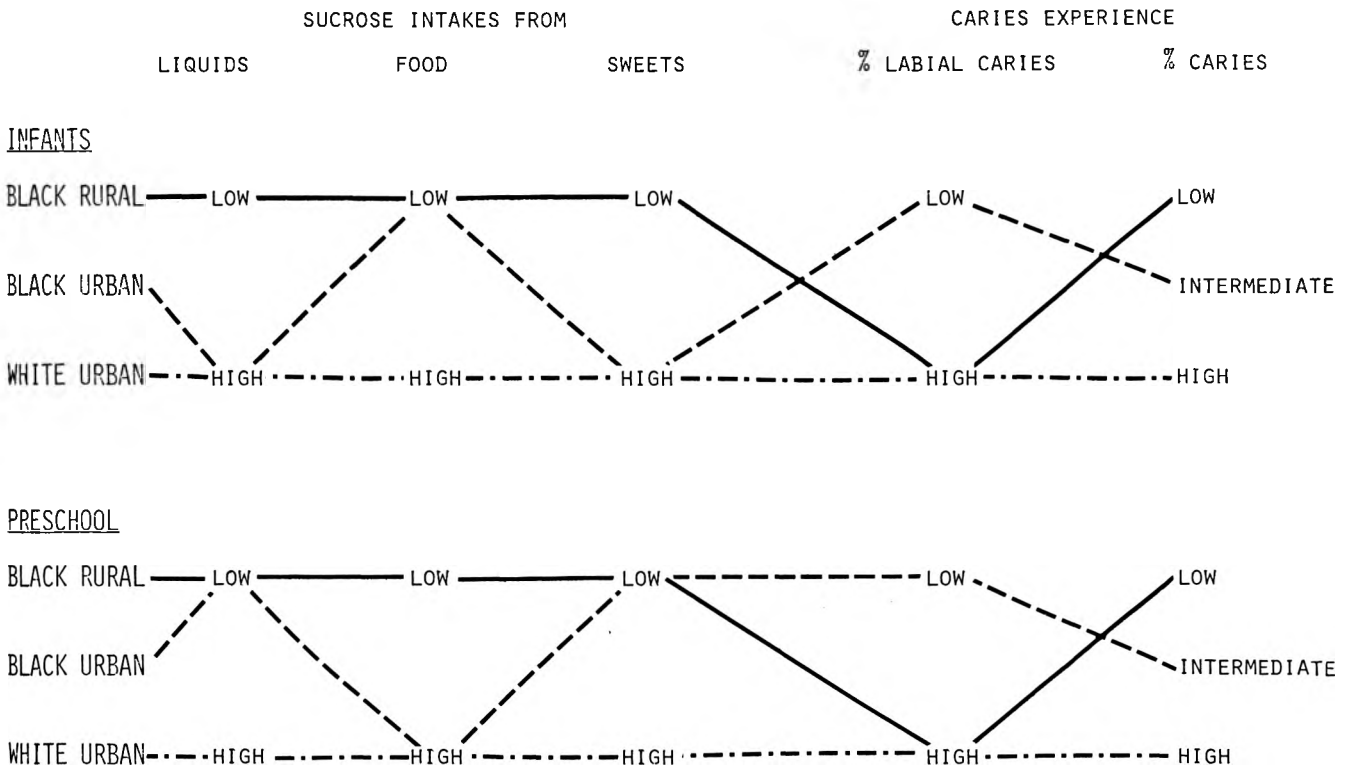 SUCROSE INTAKES FROM CARIES EXPERIENCE
LIQUIDS FOOD SWEETS % LABIAL CARIES % CARIES
INFANTS
BLACK RURAL LOW LOW LOW LOW LOW
BLACK URBAN INTERMEDIATE
WHITE URBAN HIGH HIGH HIGH HIGH HIGH
PRESCHOOL
BLACK RURAL LOW LOW LOW LOW LOW
BLACK URBAN INTERMEDIATE
WHITE URBAN HIGH HIGH HIGH HIGH HIGH